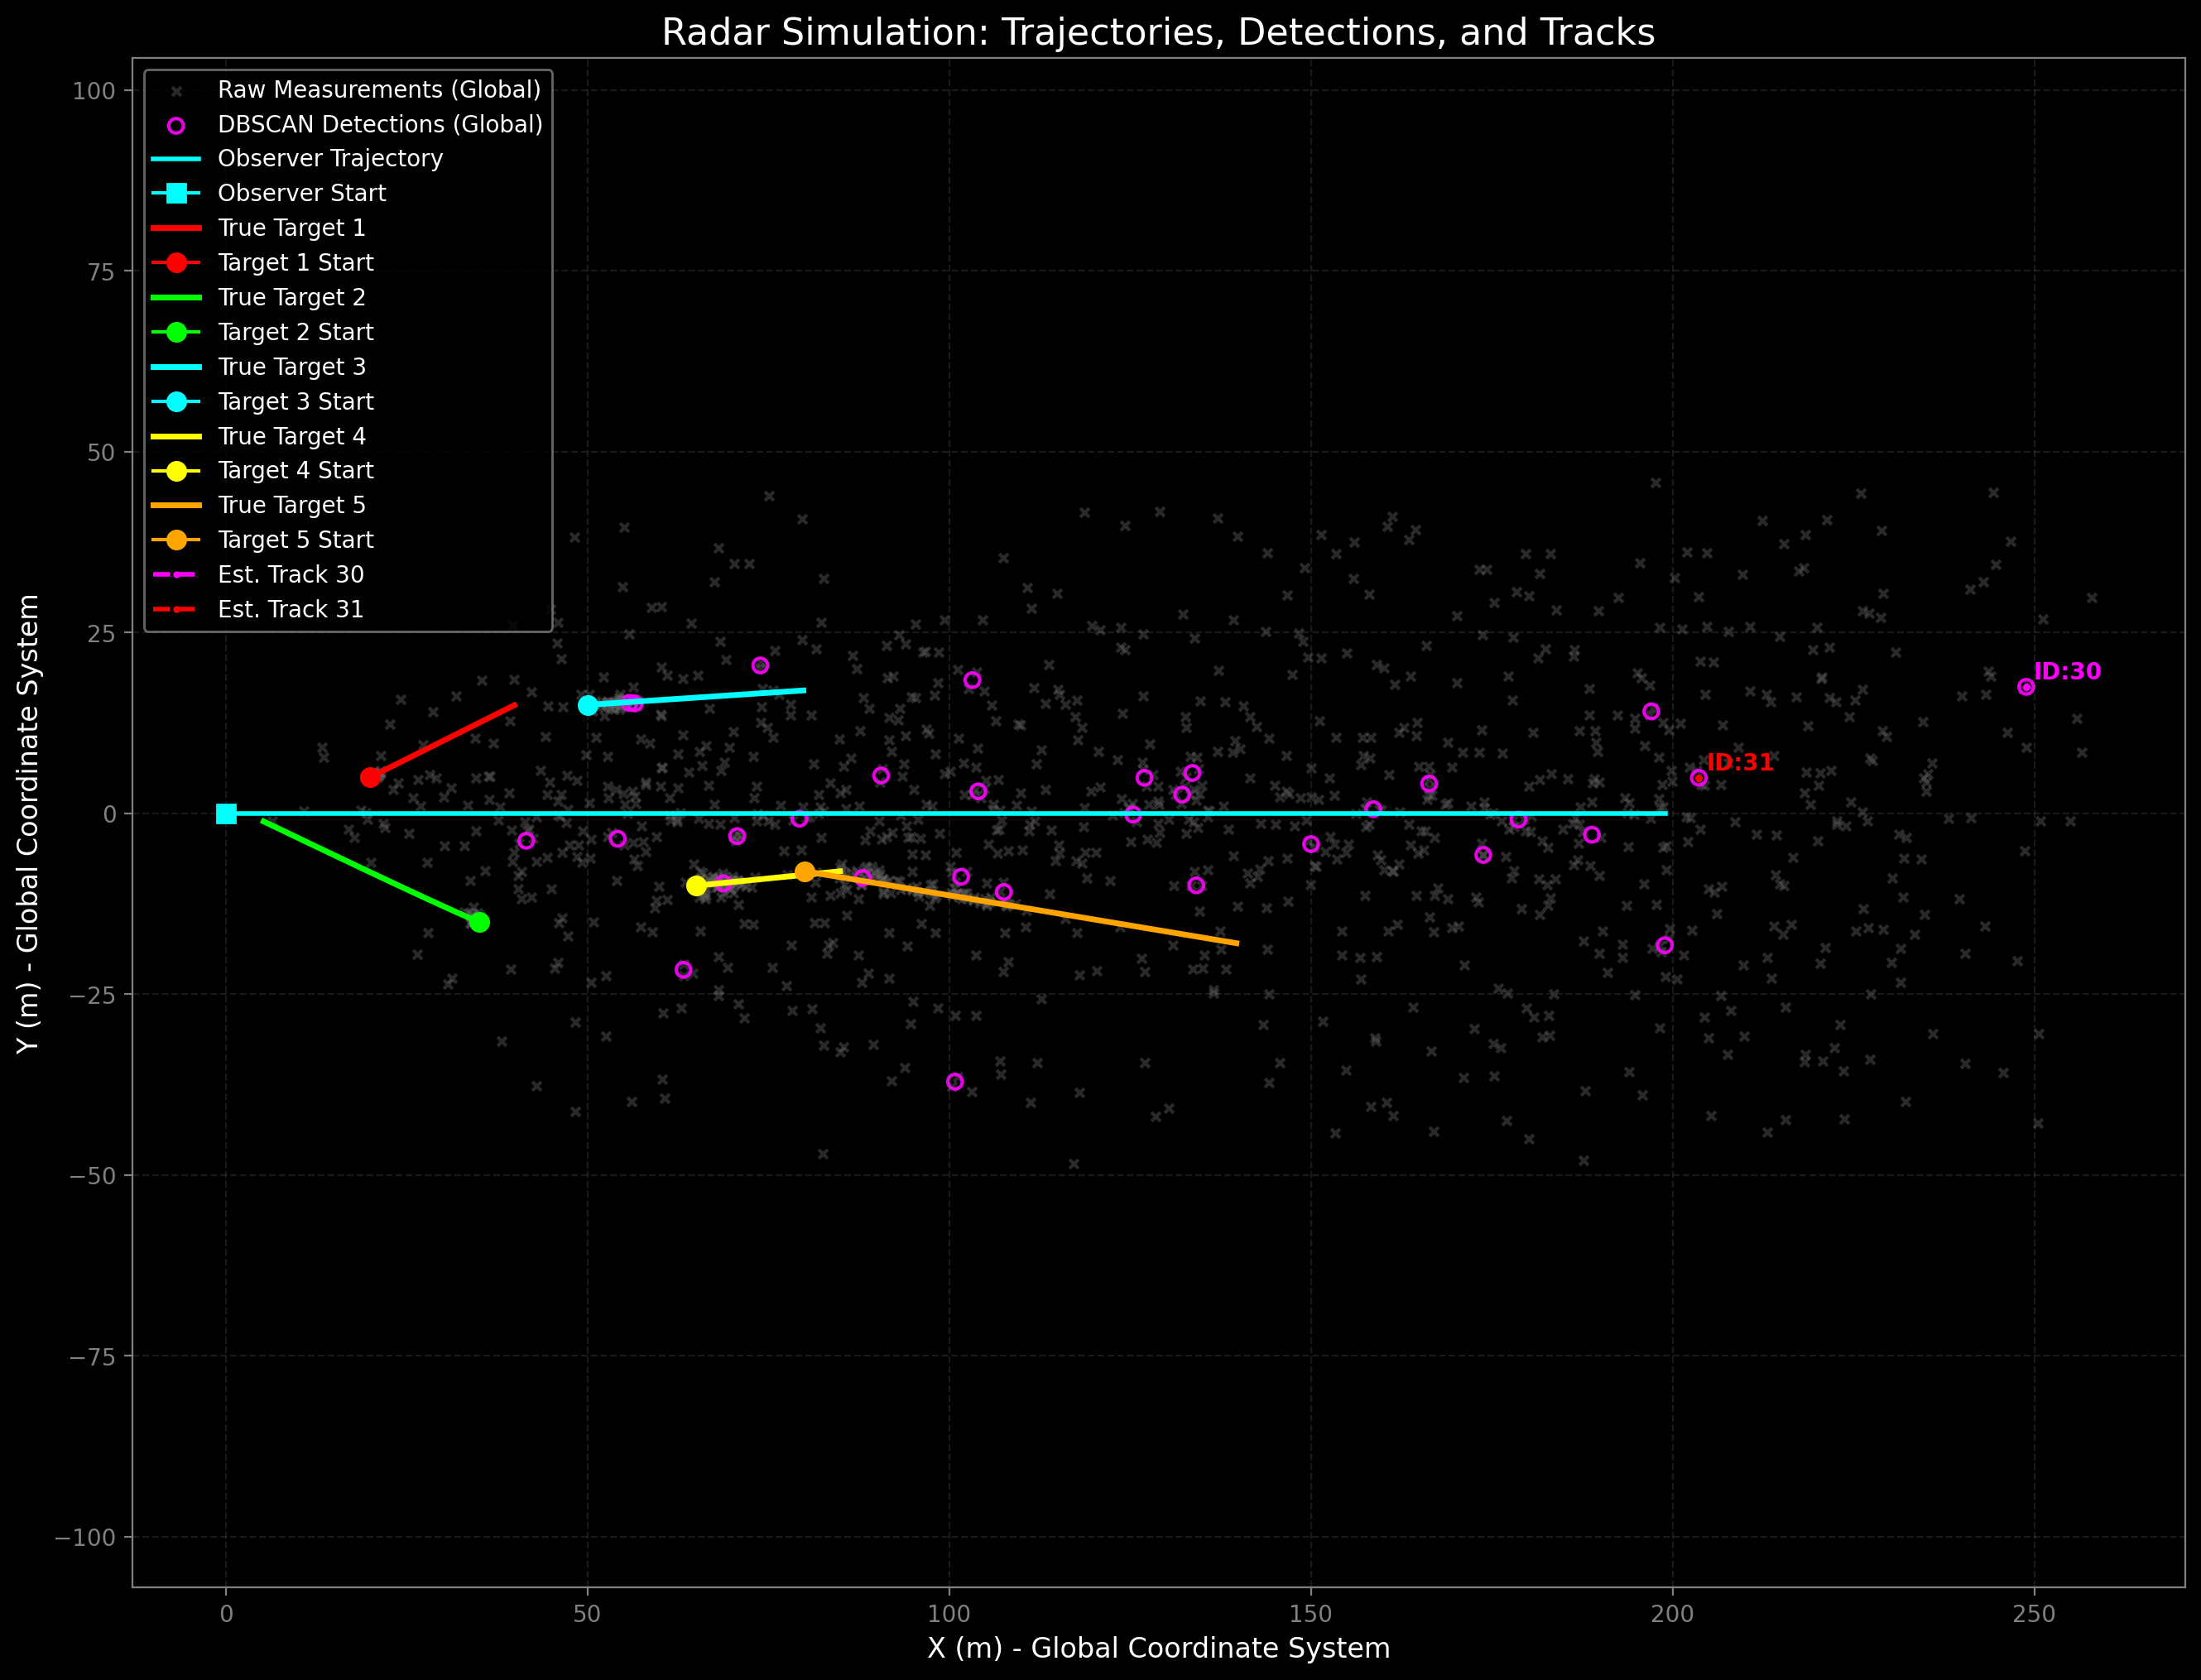 Radar Simulation: Trajectories, Detections, and Tracks
Raw Measurements (Global)
DBSCAN Detections (Global)
Observer Trajectory
Observer Start
True Target 1
Target 1 Start
True Target 2
Target 2 Start
True Target 3
Target 3 Start
True Target 4
Target 4 Start
True Target 5
Target 5 Start
Est. Track 30
Est. Track 31
ID:30
ID:31
Y (m) - Global Coordinate System
100
75
50
25
0
−25
−50
−75
−100
0
50
100
150
200
250
X (m) - Global Coordinate System